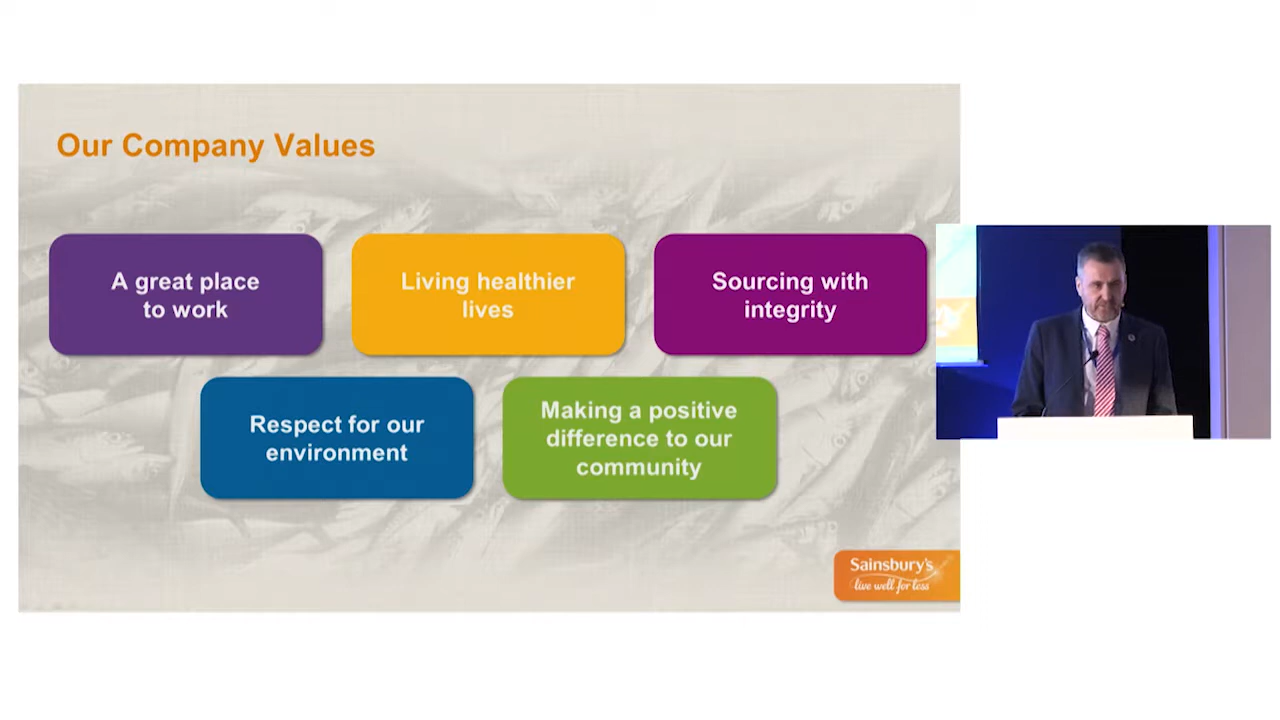 Our Company Values
A great place
to work
Living healthier
lives
Sourcing with
integrity
Respect for our
environment
Making a positive
difference to our
community
Sainsbury's
live well for less